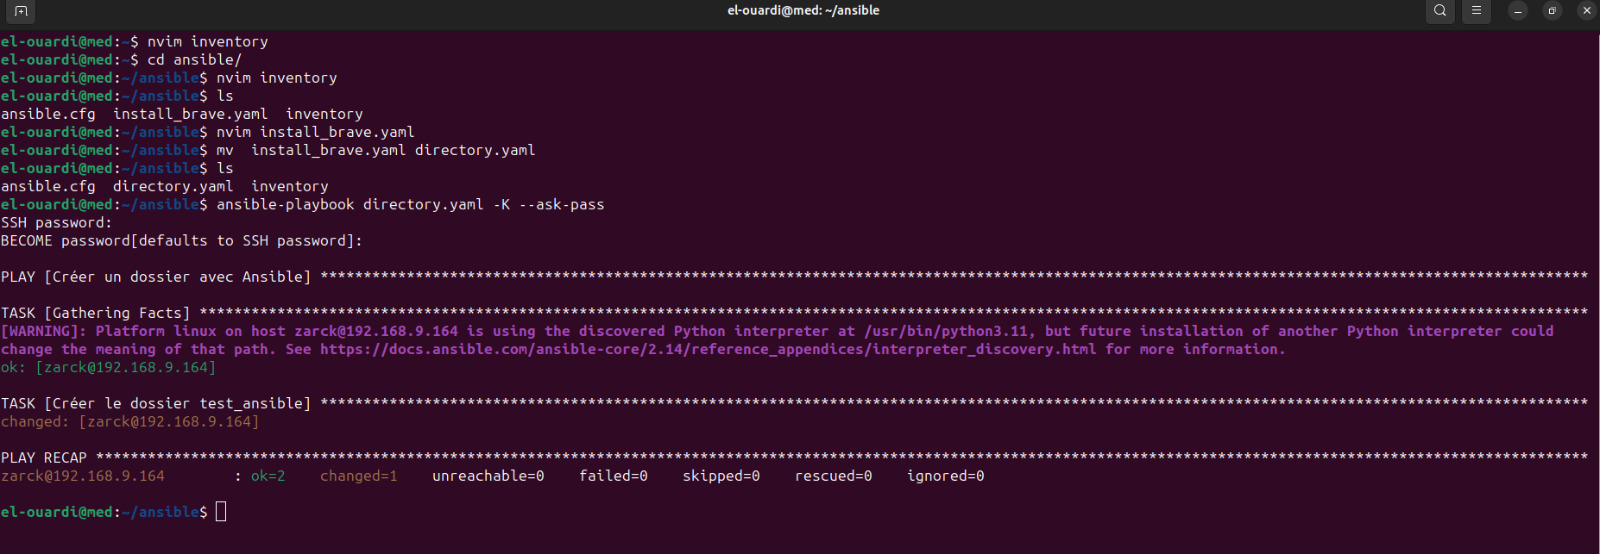 el-ouardi@med: ~/ansible
el-ouardi@med:~$ nvim inventory
el-ouardi@med:~$ cd ansible/
el-ouardi@med:~/ansible$ nvim inventory
el-ouardi@med:~/ansible$ ls
ansible.cfg  install_brave.yaml  inventory
el-ouardi@med:~/ansible$ nvim install_brave.yaml
el-ouardi@med:~/ansible$ mv  install_brave.yaml directory.yaml
el-ouardi@med:~/ansible$ ls
ansible.cfg  directory.yaml  inventory
el-ouardi@med:~/ansible$ ansible-playbook directory.yaml -K --ask-pass
SSH password:
BECOME password[defaults to SSH password]:
PLAY [Créer un dossier avec Ansible] ***************************************************************************************************************************************************
TASK [Gathering Facts] *****************************************************************************************************************************************************************
[WARNING]: Platform linux on host zarck@192.168.9.164 is using the discovered Python interpreter at /usr/bin/python3.11, but future installation of another Python interpreter could
change the meaning of that path. See https://docs.ansible.com/ansible-core/2.14/reference_appendices/interpreter_discovery.html for more information.
ok: [zarck@192.168.9.164]
TASK [Créer le dossier test_ansible] ***************************************************************************************************************************************************
changed: [zarck@192.168.9.164]
PLAY RECAP *****************************************************************************************************************************************************************************
zarck@192.168.9.164        : ok=2    changed=1    unreachable=0    failed=0    skipped=0    rescued=0    ignored=0
el-ouardi@med:~/ansible$